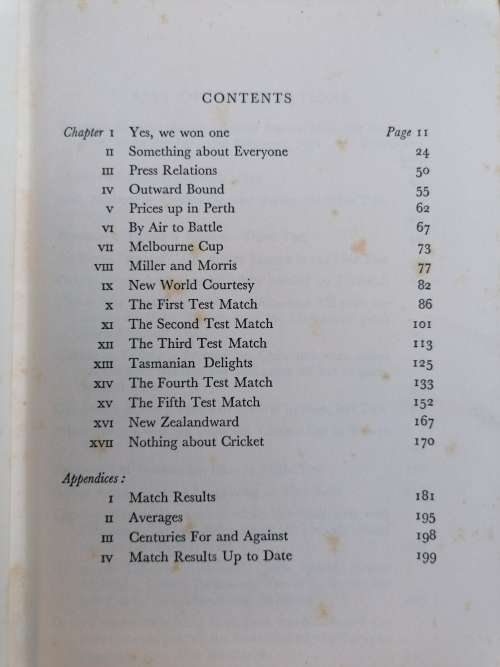 CONTENTS
Chapter I Yes, we won one Page 11
II Something about Everyone 24
III Press Relations 50
IV Outward Bound 55
V Prices up in Perth 62
VI By Air to Battle 67
VII Melbourne Cup 73
VIII Miller and Morris 77
IX New World Courtesy 82
X The First Test Match 86
XI The Second Test Match 101
XII The Third Test Match 113
XIII Tasmanian Delights 125
XIV The Fourth Test Match 133
XV The Fifth Test Match 152
XVI New Zealandward 167
XVII Nothing about Cricket 170
Appendices:
I Match Results 181
II Averages 195
III Centuries For and Against 198
IV Match Results Up to Date 199